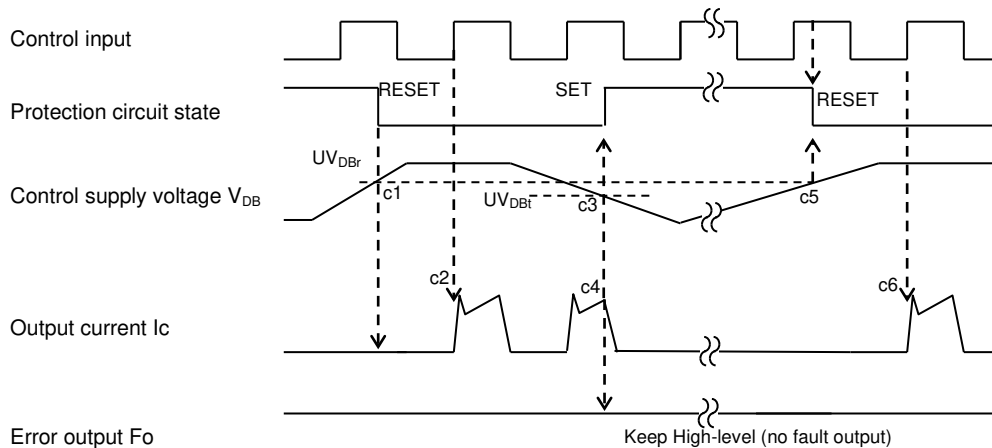 Control input
RESET
SET
Protection circuit state
RESET
UVDBr
c1
Control supply voltage VDB
UVDBt
c3
c5
c2
c4
c6
Output current Ic
Error output Fo
Keep High-level (no fault output)